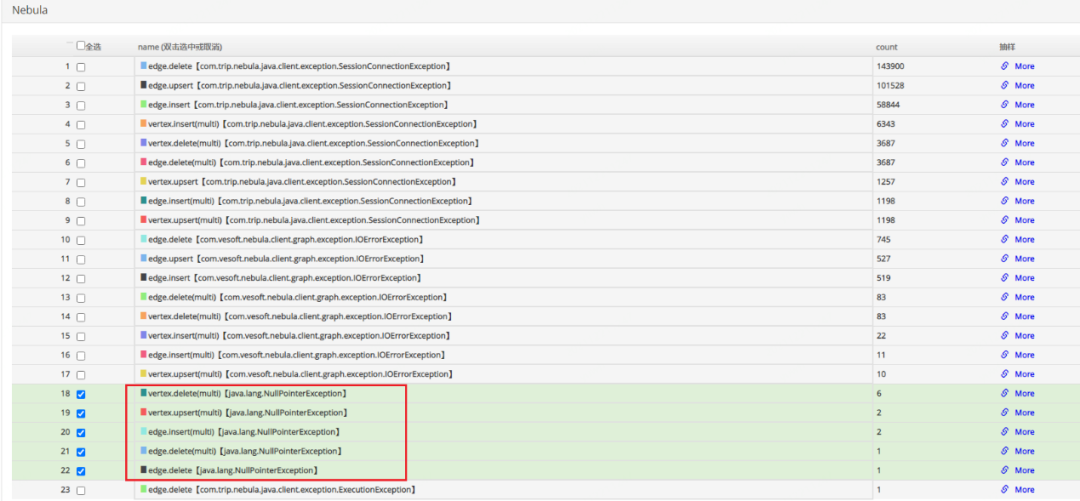 Nebula
全选 name (双击选中或取消) count 抽样
1 edge.delete【com.trip.nebula.java.client.exception.SessionConnectionException】 143900 More
2 edge.upsert【com.trip.nebula.java.client.exception.SessionConnectionException】 101528 More
3 edge.insert【com.trip.nebula.java.client.exception.SessionConnectionException】 58844 More
4 vertex.insert(multi)【com.trip.nebula.java.client.exception.SessionConnectionException】 6343 More
5 vertex.delete(multi)【com.trip.nebula.java.client.exception.SessionConnectionException】 3687 More
6 edge.delete(multi)【com.trip.nebula.java.client.exception.SessionConnectionException】 3687 More
7 vertex.upsert【com.trip.nebula.java.client.exception.SessionConnectionException】 1257 More
8 edge.insert(multi)【com.trip.nebula.java.client.exception.SessionConnectionException】 1198 More
9 vertex.upsert(multi)【com.trip.nebula.java.client.exception.SessionConnectionException】 1198 More
10 edge.delete【com.vesoft.nebula.client.graph.exception.IOErrorException】 745 More
11 edge.upsert【com.vesoft.nebula.client.graph.exception.IOErrorException】 527 More
12 edge.insert【com.vesoft.nebula.client.graph.exception.IOErrorException】 519 More
13 edge.delete(multi)【com.vesoft.nebula.client.graph.exception.IOErrorException】 83 More
14 vertex.delete(multi)【com.vesoft.nebula.client.graph.exception.IOErrorException】 83 More
15 vertex.insert(multi)【com.vesoft.nebula.client.graph.exception.IOErrorException】 22 More
16 edge.insert(multi)【com.vesoft.nebula.client.graph.exception.IOErrorException】 11 More
17 vertex.upsert(multi)【com.vesoft.nebula.client.graph.exception.IOErrorException】 10 More
18 vertex.delete(multi)【java.lang.NullPointerException】 6 More
19 vertex.upsert(multi)【java.lang.NullPointerException】 2 More
20 edge.insert(multi)【java.lang.NullPointerException】 2 More
21 edge.delete(multi)【java.lang.NullPointerException】 1 More
22 edge.delete【java.lang.NullPointerException】 1 More
23 edge.delete【com.trip.nebula.java.client.exception.ExecutionException】 1 More